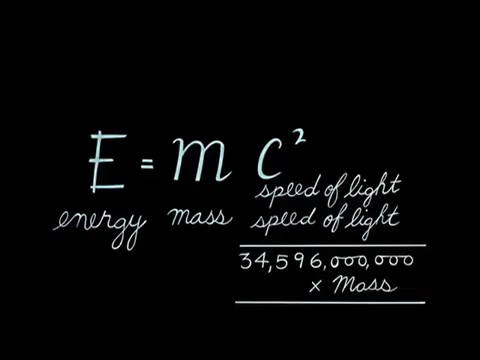 E = m c²
speed of light
energy mass speed of light
34,596,000,000
x Mass